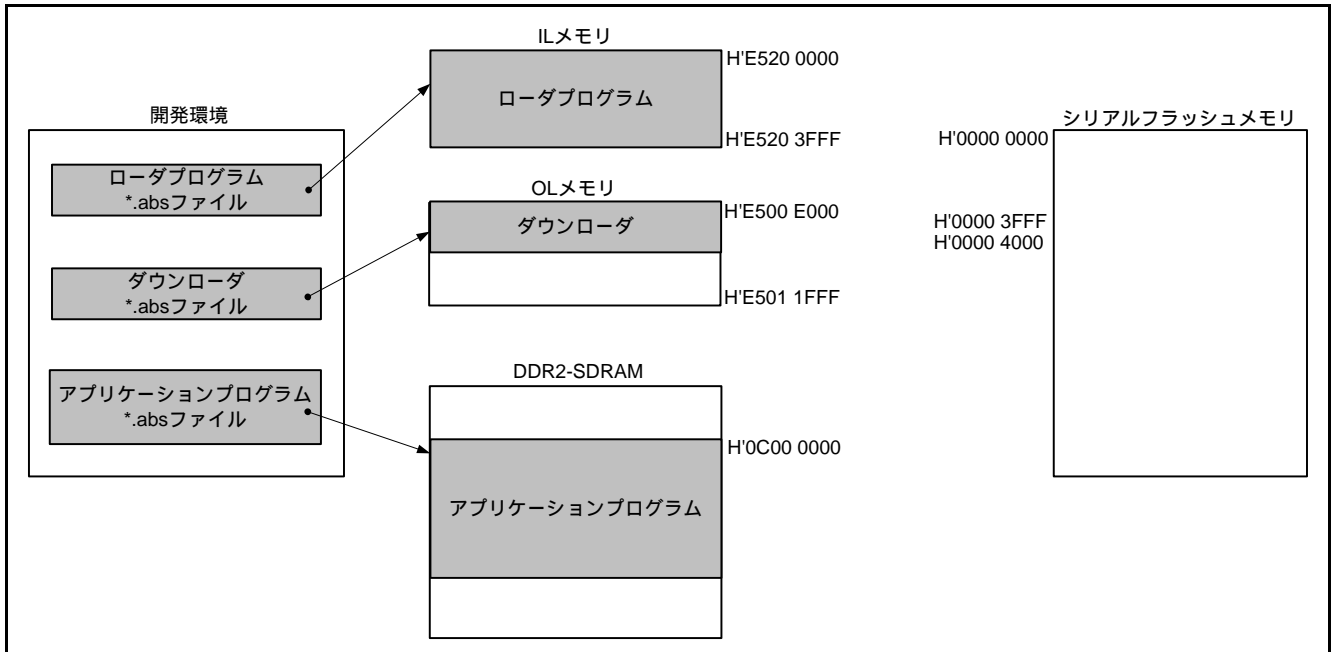 開発環境
ローダプログラム
*.absファイル
ダウンローダ
*.absファイル
アプリケーションプログラム
*.absファイル
ILメモリ
H'E520 0000
ローダプログラム
H'E520 3FFF
OLメモリ
H'E500 E000
ダウンローダ
H'E501 1FFF
DDR2-SDRAM
H'0C00 0000
アプリケーションプログラム
シリアルフラッシュメモリ
H'0000 0000
H'0000 3FFF
H'0000 4000